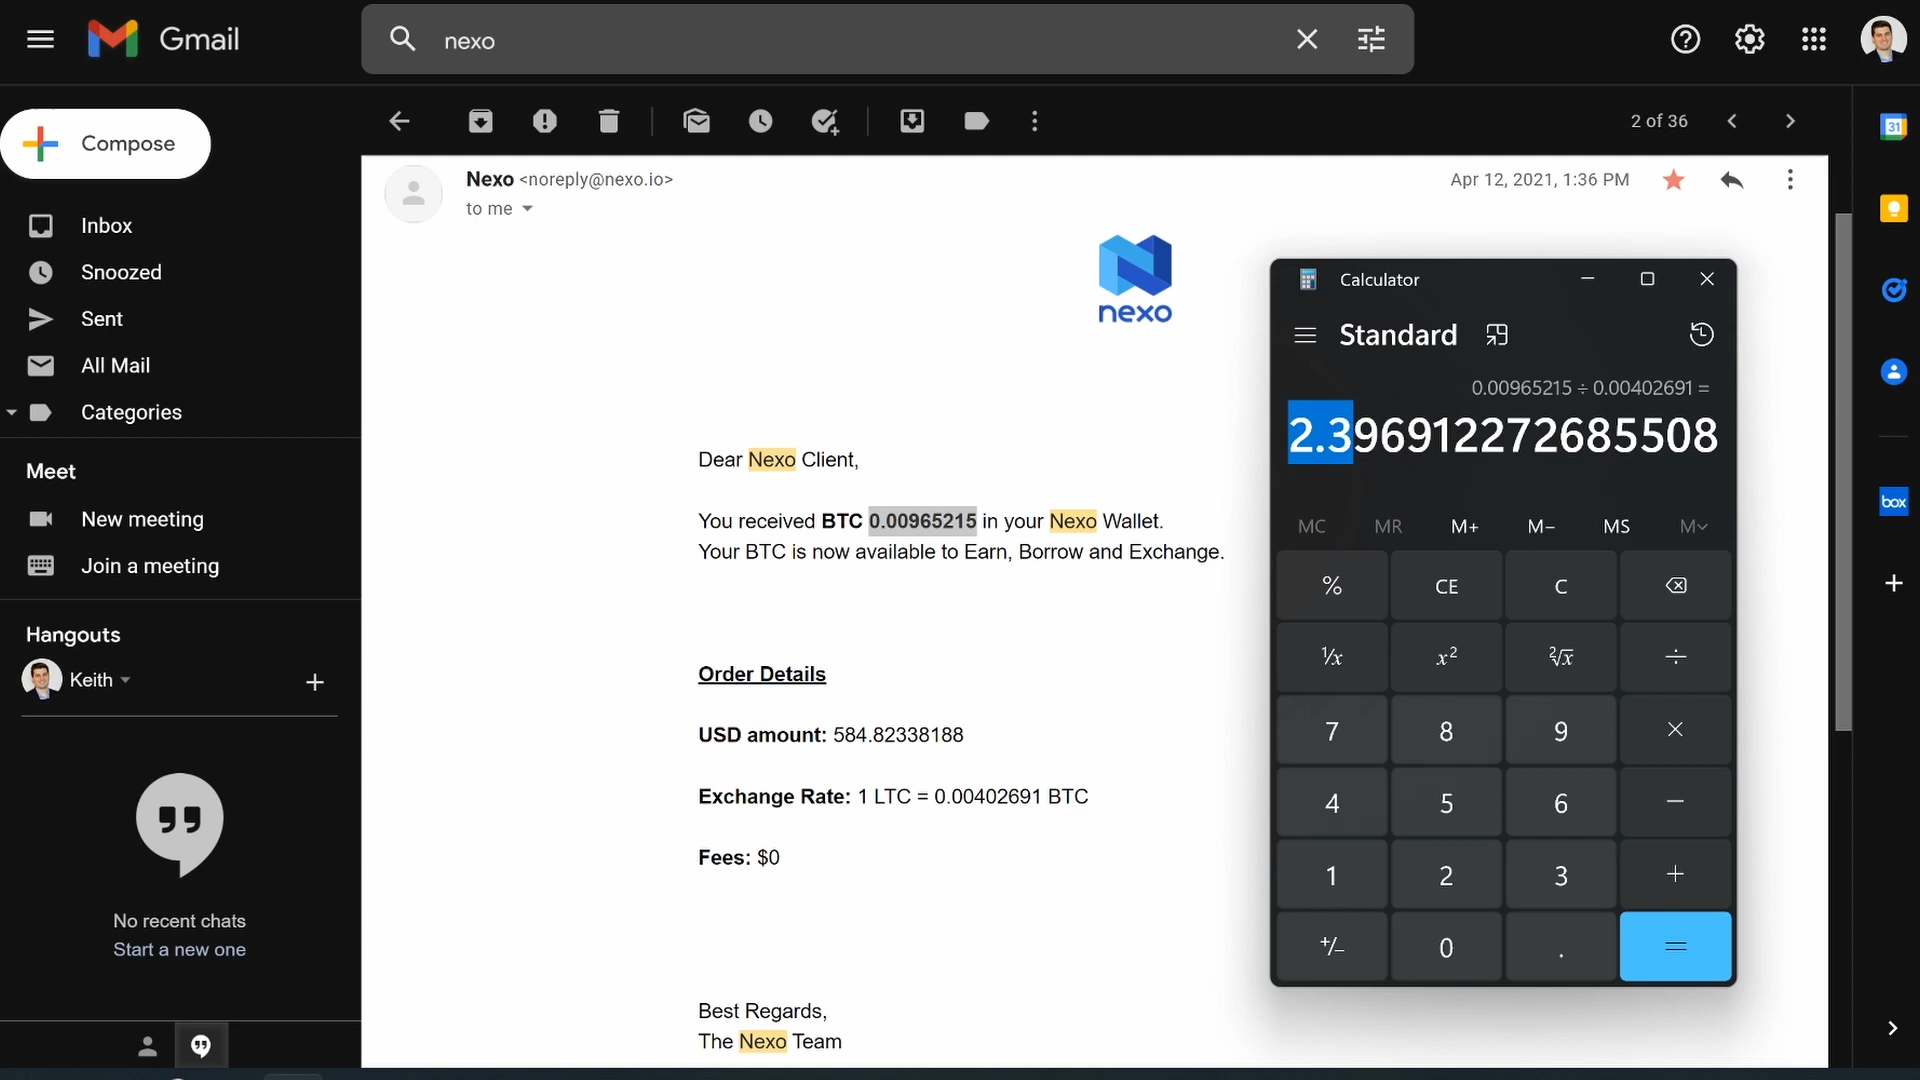 Gmail
nexo
Compose
2 of 36
31
Inbox
Snoozed
Sent
All Mail
Categories
Meet
New meeting
Join a meeting
Hangouts
Keith
No recent chats
Start a new one
Nexo <noreply@nexo.io>
Apr 12, 2021, 1:36 PM
to me
nexo
Dear Nexo Client,
You received BTC 0.00965215 in your Nexo Wallet.
Your BTC is now available to Earn, Borrow and Exchange.
Order Details
USD amount: 584.82338188
Exchange Rate: 1 LTC = 0.00402691 BTC
Fees: $0
Best Regards,
The Nexo Team
Calculator
Standard
0.00965215 ÷ 0.00402691 =
2.396912272685508
MC MR M+ M− MS M˅
% CE C
⅟x x² ²√x ÷
7 8 9 ×
4 5 6 −
1 2 3 +
+/− 0 . =
box